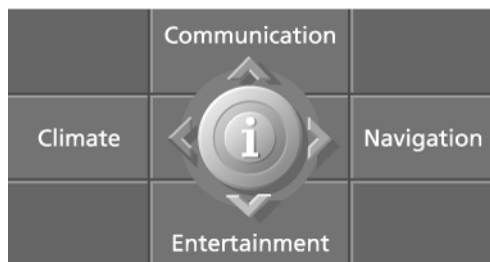 Communication
Climate
i
Navigation
Entertainment